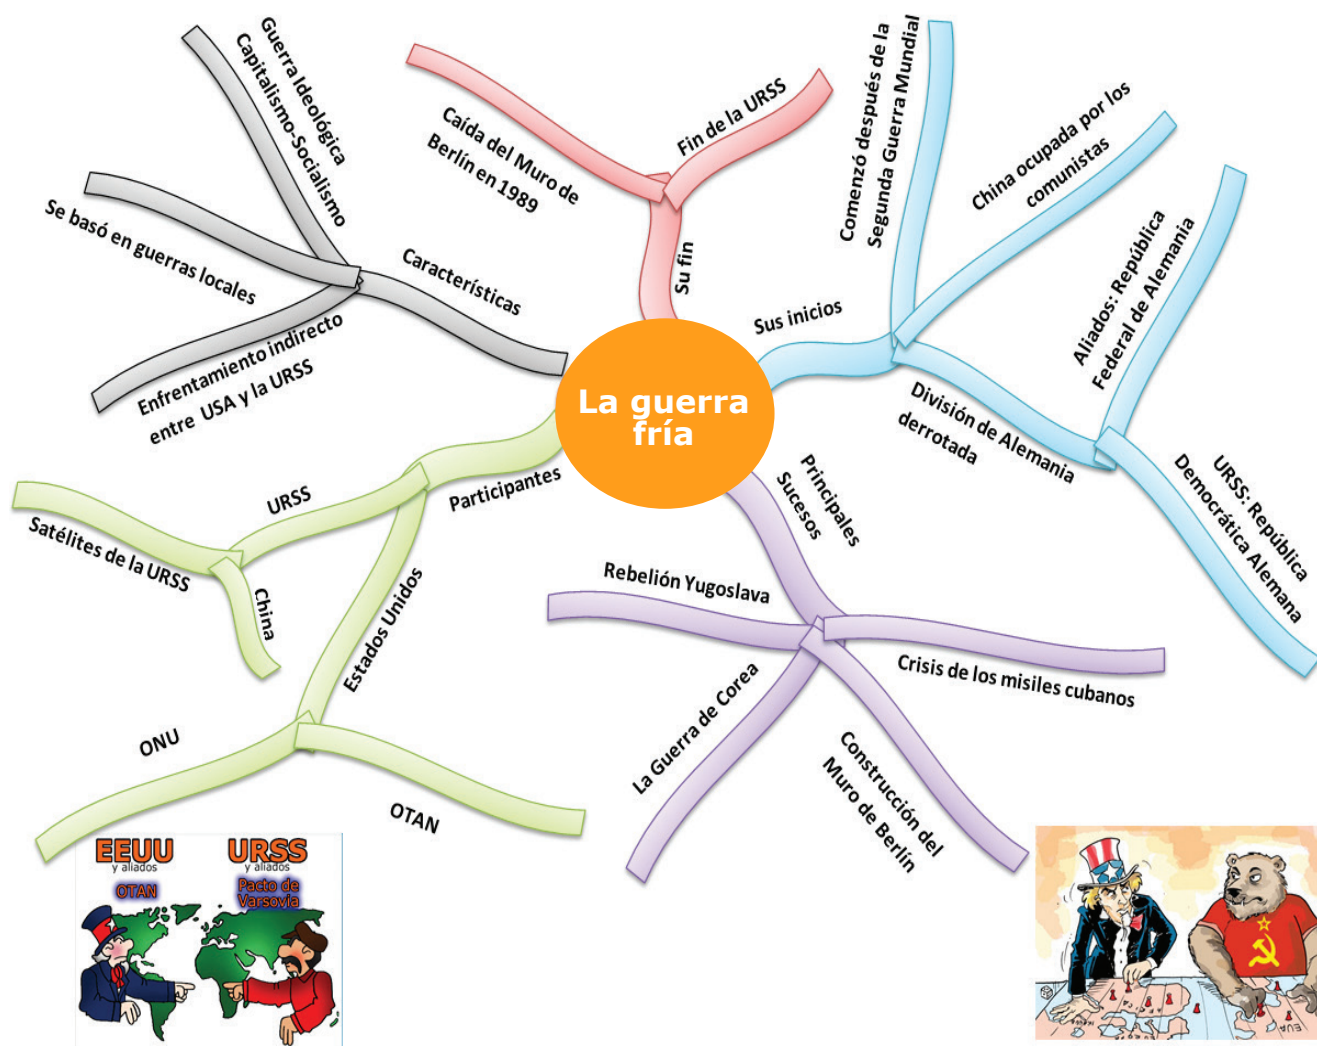 La guerra
fría
Características
Guerra Ideológica
Capitalismo-Socialismo
Se basó en guerras locales
Enfrentamiento indirecto
entre USA y la URSS
Su fin
Caída del Muro de
Berlín en 1989
Fin de la URSS
Sus inicios
Comenzó después de la
Segunda Guerra Mundial
China ocupada por los
comunistas
División de Alemania
derrotada
Aliados: República
Federal de Alemania
URSS: República
Democrática Alemana
Principales
Sucesos
Rebelión Yugoslava
La Guerra de Corea
Construcción del
Muro de Berlín
Crisis de los misiles cubanos
Participantes
URSS
Satélites de la URSS
China
Estados Unidos
ONU
OTAN
EEUU
y aliados
OTAN
URSS
y aliados
Pacto de
Varsovia